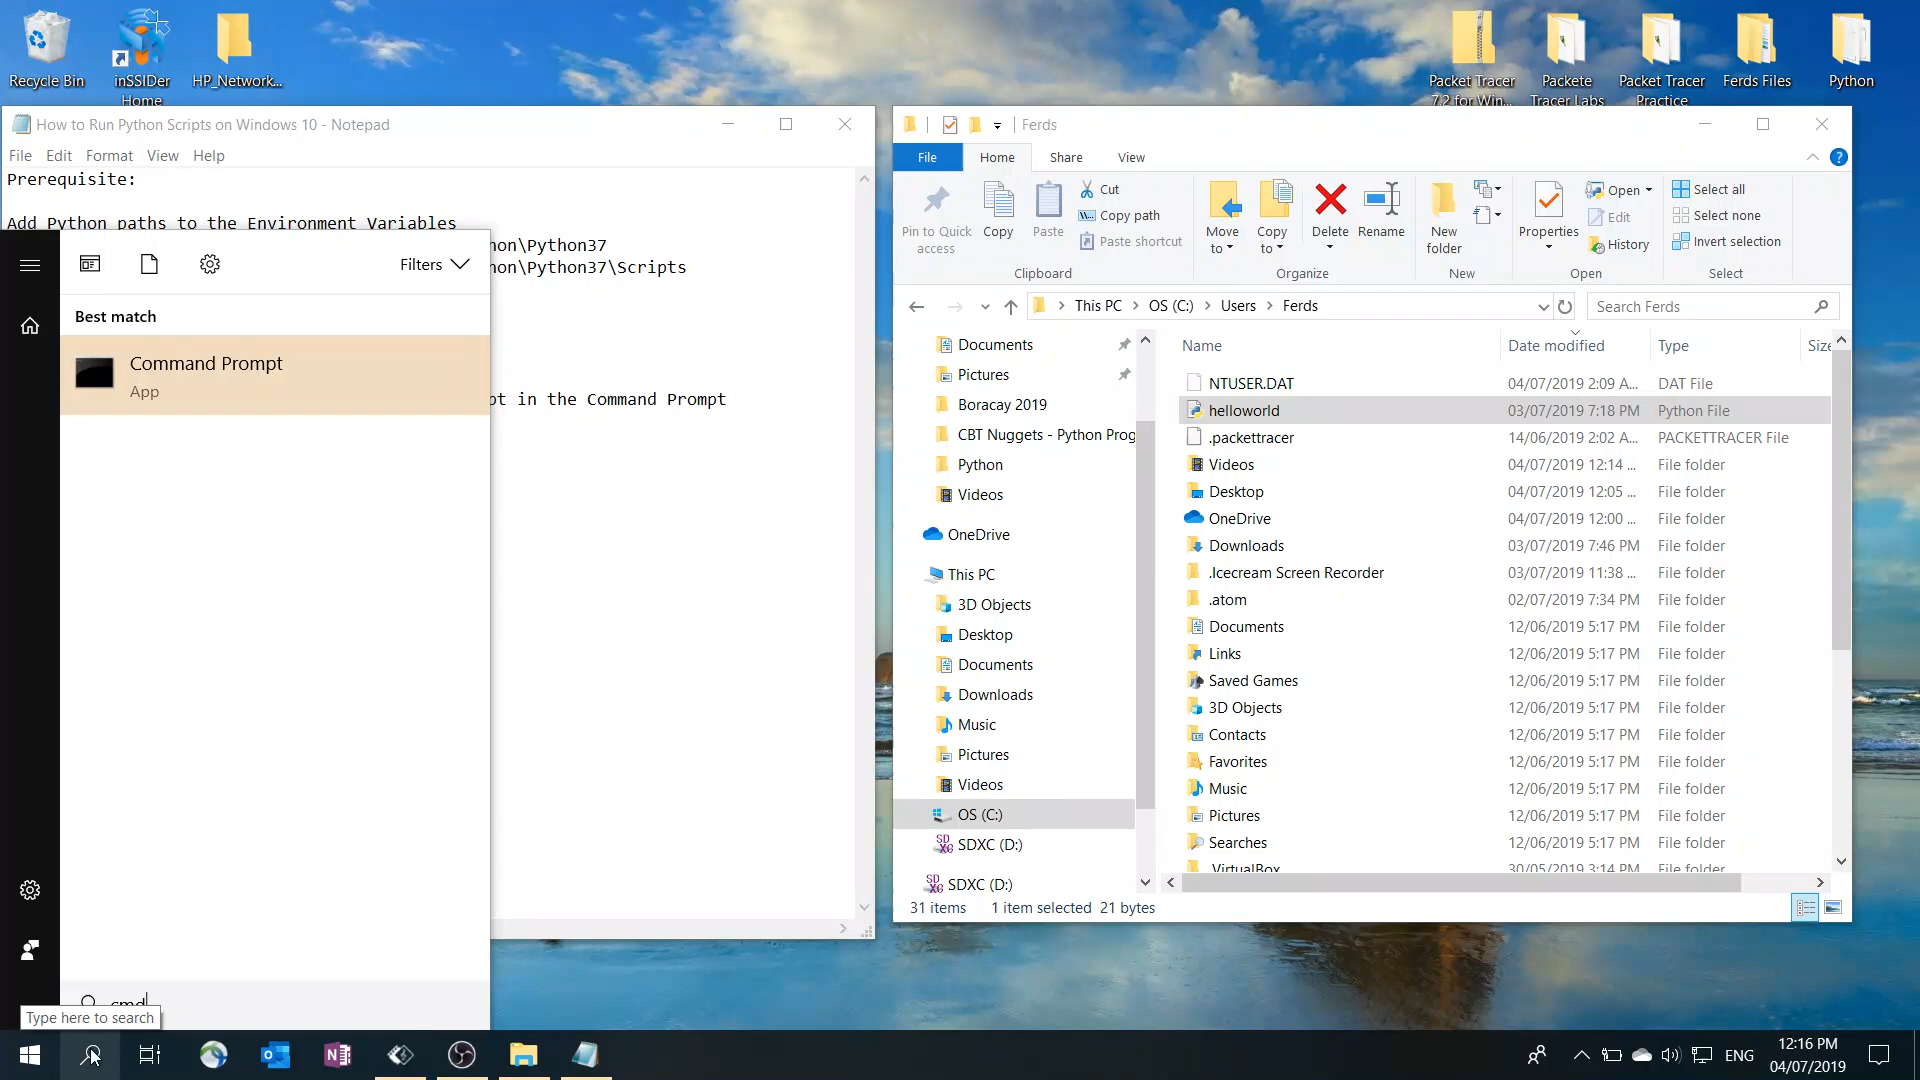 Recycle Bin
inSSIDer
Home
HP_Network...
Packet Tracer
7.2 for Win...
Packete
Tracer Labs
Packet Tracer
Practice
Ferds Files
Python
How to Run Python Scripts on Windows 10 - Notepad
File Edit Format View Help
Prerequisite:
Add Python paths to the Environment Variables
hon\Python37
hon\Python37\Scripts
pt in the Command Prompt
Filters
Best match
Command Prompt
App
cmd
Type here to search
Ferds
File Home Share View
Pin to Quick
access
Copy
Paste
Cut
Copy path
Paste shortcut
Clipboard
Move
to
Copy
to
Delete
Rename
Organize
New
folder
New
Properties
Open
Edit
History
Open
Select all
Select none
Invert selection
Select
This PC > OS (C:) > Users > Ferds
Search Ferds
Documents
Pictures
Boracay 2019
CBT Nuggets - Python Prog
Python
Videos
OneDrive
This PC
3D Objects
Desktop
Documents
Downloads
Music
Pictures
Videos
OS (C:)
SDXC (D:)
SDXC (D:)
Name Date modified Type Size
NTUSER.DAT 04/07/2019 2:09 A... DAT File
helloworld 03/07/2019 7:18 PM Python File
.packettracer 14/06/2019 2:02 A... PACKETTRACER File
Videos 04/07/2019 12:14 ... File folder
Desktop 04/07/2019 12:05 ... File folder
OneDrive 04/07/2019 12:00 ... File folder
Downloads 03/07/2019 7:46 PM File folder
.Icecream Screen Recorder 03/07/2019 11:38 ... File folder
.atom 02/07/2019 7:34 PM File folder
Documents 12/06/2019 5:17 PM File folder
Links 12/06/2019 5:17 PM File folder
Saved Games 12/06/2019 5:17 PM File folder
3D Objects 12/06/2019 5:17 PM File folder
Contacts 12/06/2019 5:17 PM File folder
Favorites 12/06/2019 5:17 PM File folder
Music 12/06/2019 5:17 PM File folder
Pictures 12/06/2019 5:17 PM File folder
Searches 12/06/2019 5:17 PM File folder
.VirtualBox 30/05/2019 3:14 PM File folder
31 items 1 item selected 21 bytes
ENG
12:16 PM
04/07/2019